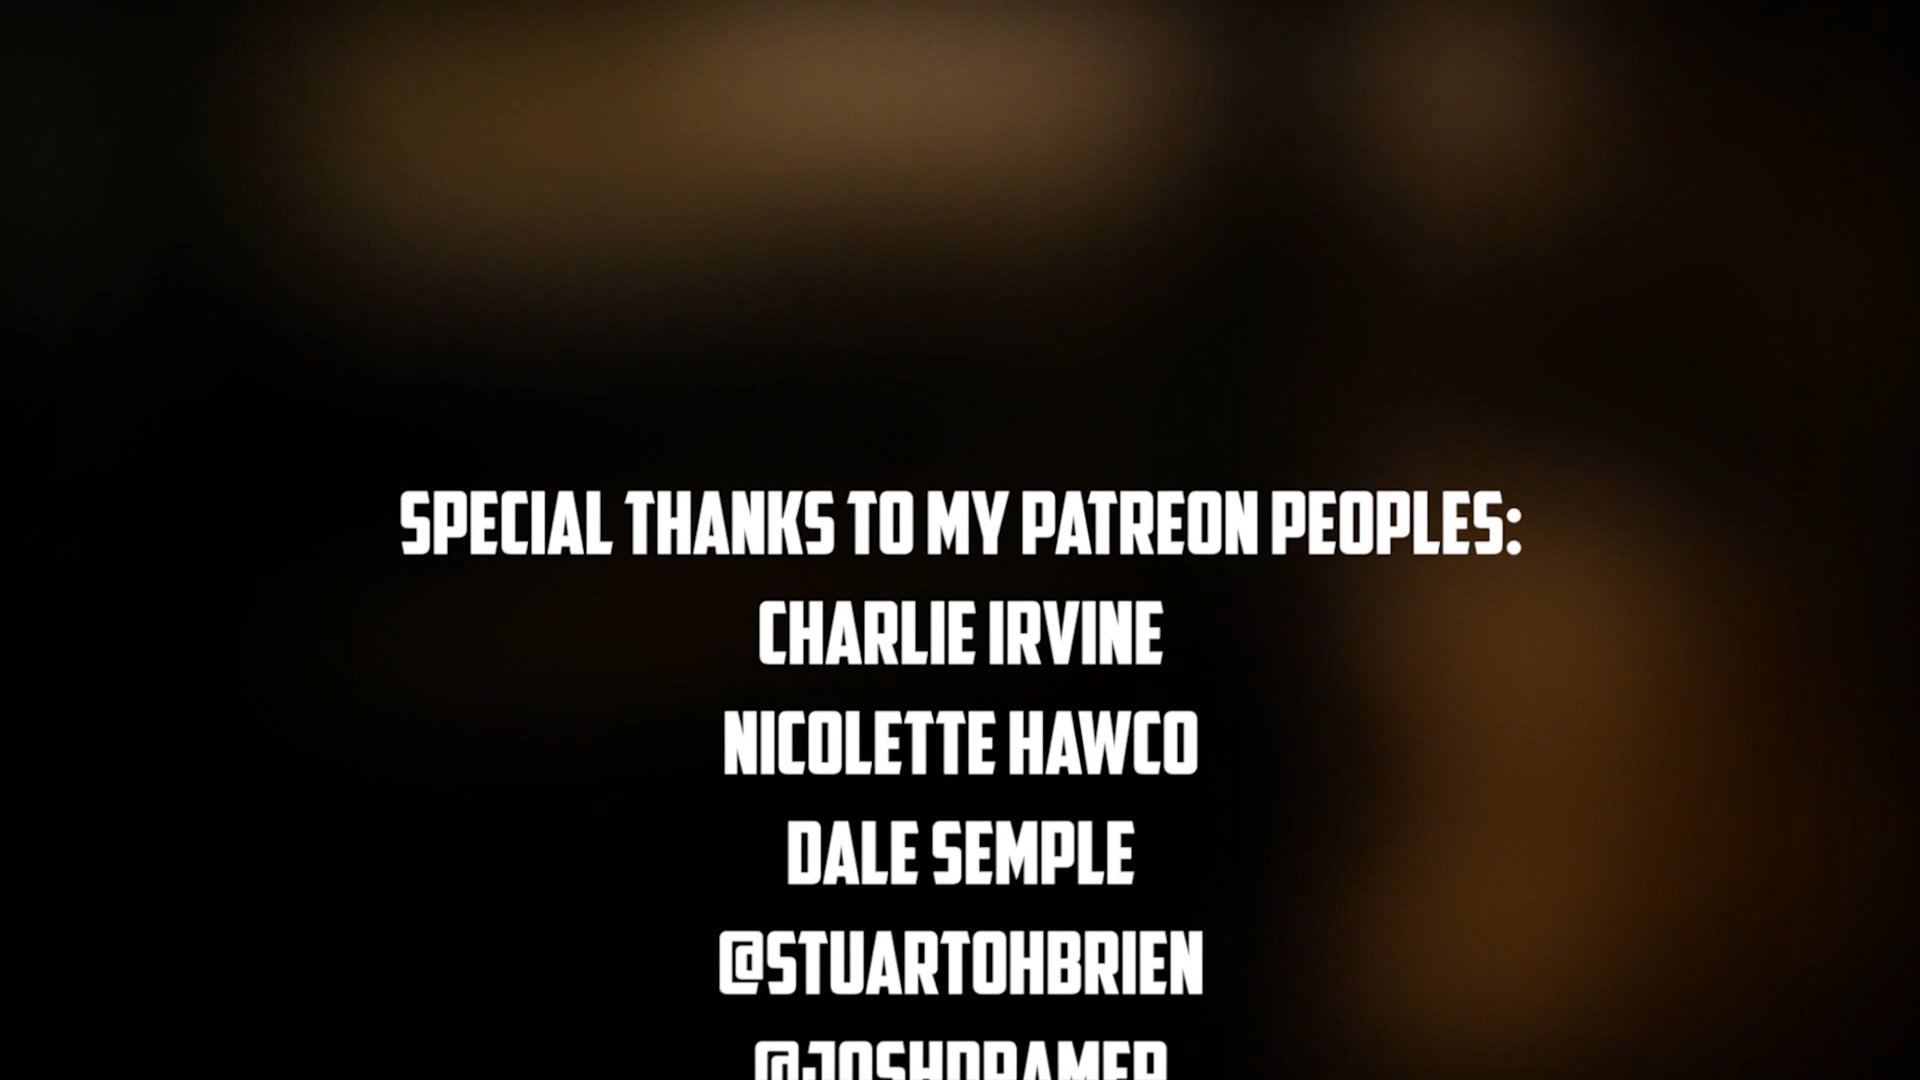 SPECIAL THANKS TO MY PATREON PEOPLES:
CHARLIE IRVINE
NICOLETTE HAWCO
DALE SEMPLE
@STUARTOHBRIEN